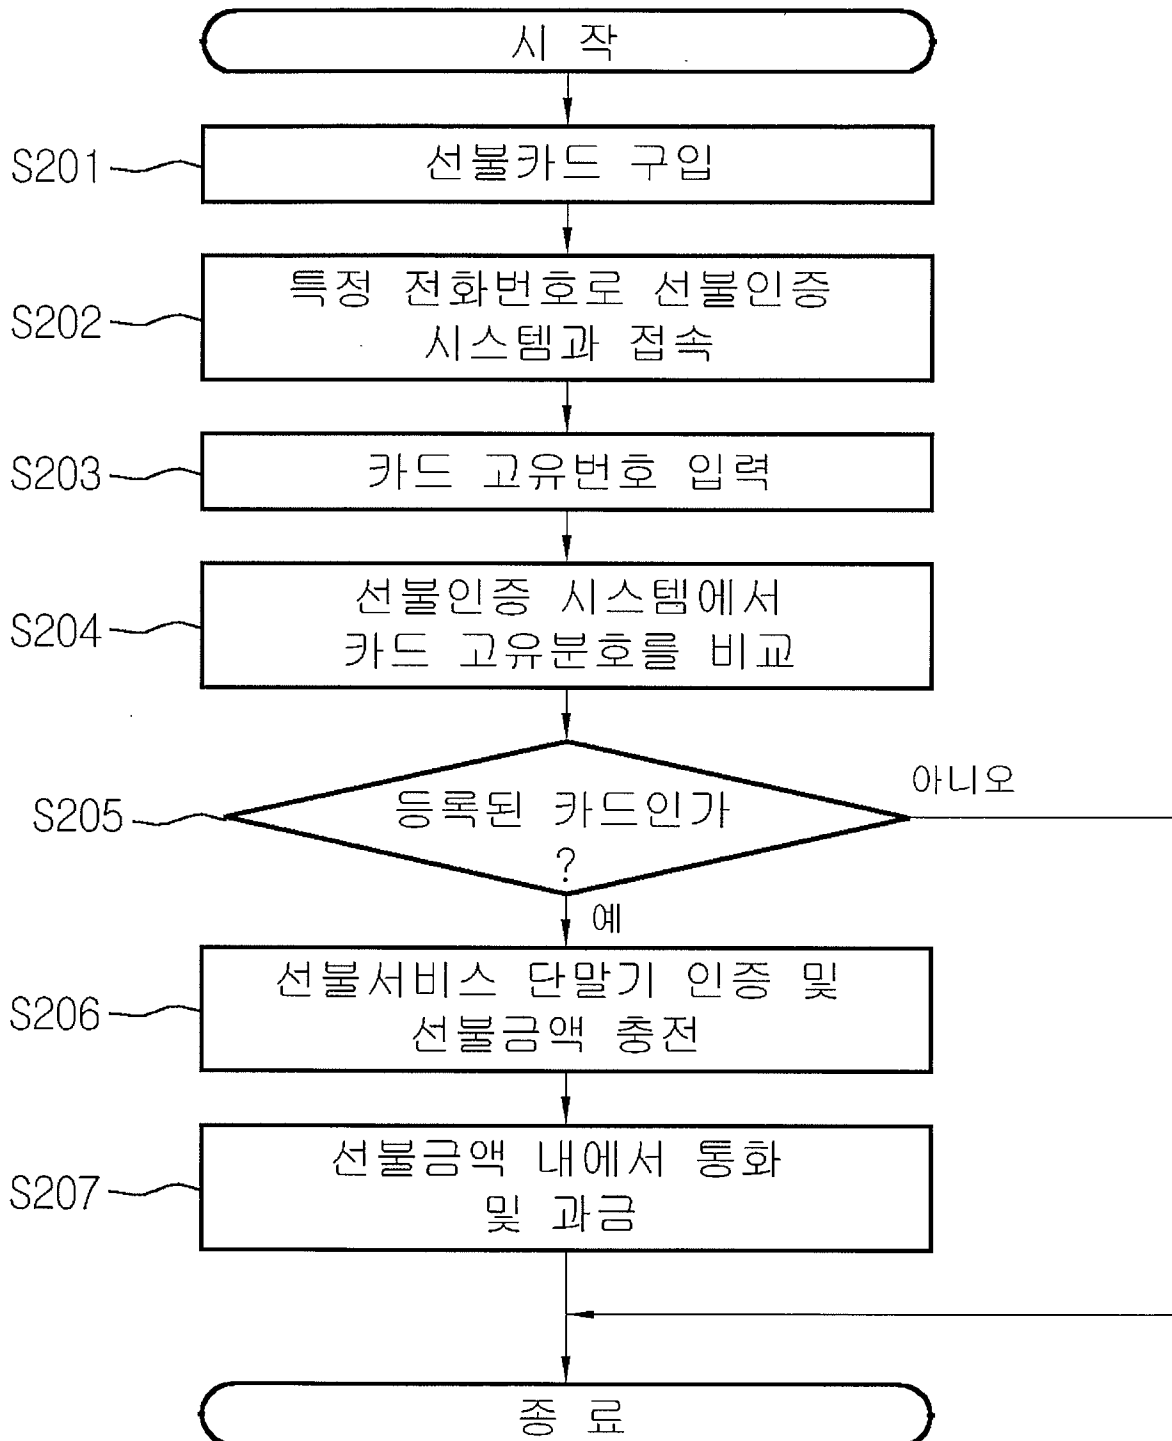 시 작
S201
선불카드 구입
S202
특정 전화번호로 선불인증
시스템과 접속
S203
카드 고유번호 입력
S204
선불인증 시스템에서
카드 고유분호를 비교
S205
등록된 카드인가
?
아니오
예
S206
선불서비스 단말기 인증 및
선불금액 충전
S207
선불금액 내에서 통화
및 과금
종 료